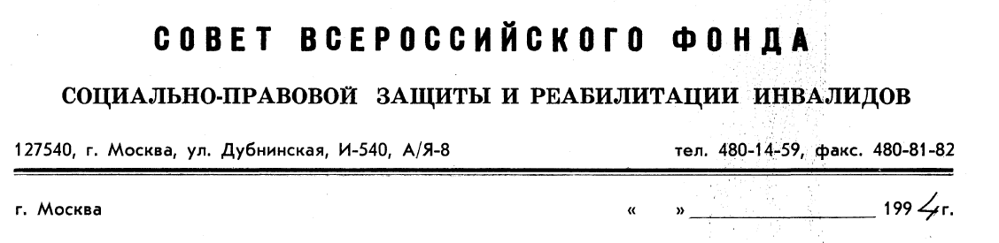 СОВЕТ ВСЕРОССИЙСКОГО ФОНДА
СОЦИАЛЬНО-ПРАВОВОЙ ЗАЩИТЫ И РЕАБИЛИТАЦИИ ИНВАЛИДОВ
127540, г. Москва, ул. Дубнинская, И-540, А/Я-8 тел. 480-14-59, факс. 480-81-82
г. Москва « » ________________ 1994 г.